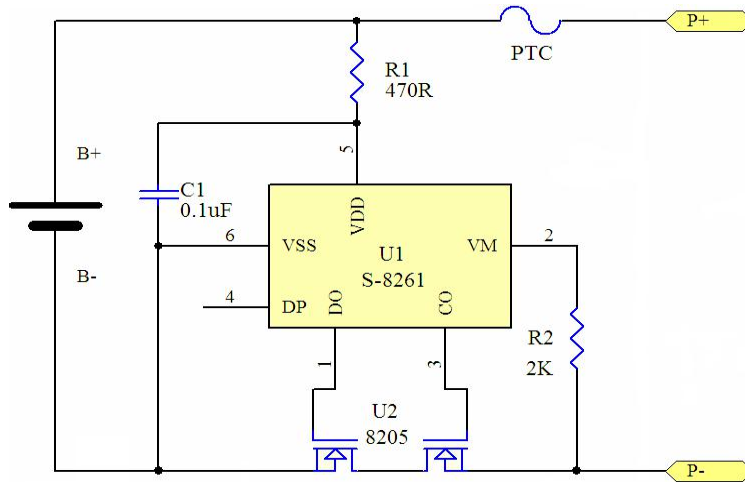 P+
PTC
R1
470R
B+
5
C1
0.1uF
VDD
6
VSS
U1
VM
2
S-8261
B-
4
DP
DO
CO
R2
2K
1
3
U2
8205
P-